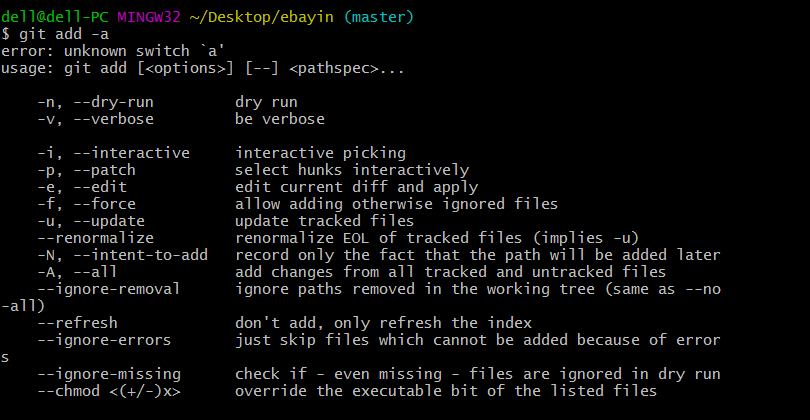 dell@dell-PC MINGW32 ~/Desktop/ebayin (master)
$ git add -a
error: unknown switch `a'
usage: git add [<options>] [--] <pathspec>...

    -n, --dry-run         dry run
    -v, --verbose         be verbose

    -i, --interactive     interactive picking
    -p, --patch           select hunks interactively
    -e, --edit            edit current diff and apply
    -f, --force           allow adding otherwise ignored files
    -u, --update          update tracked files
    --renormalize         renormalize EOL of tracked files (implies -u)
    -N, --intent-to-add   record only the fact that the path will be added later
    -A, --all             add changes from all tracked and untracked files
    --ignore-removal      ignore paths removed in the working tree (same as --no
-all)
    --refresh             don't add, only refresh the index
    --ignore-errors       just skip files which cannot be added because of error
s
    --ignore-missing      check if - even missing - files are ignored in dry run
    --chmod <(+/-)x>      override the executable bit of the listed files